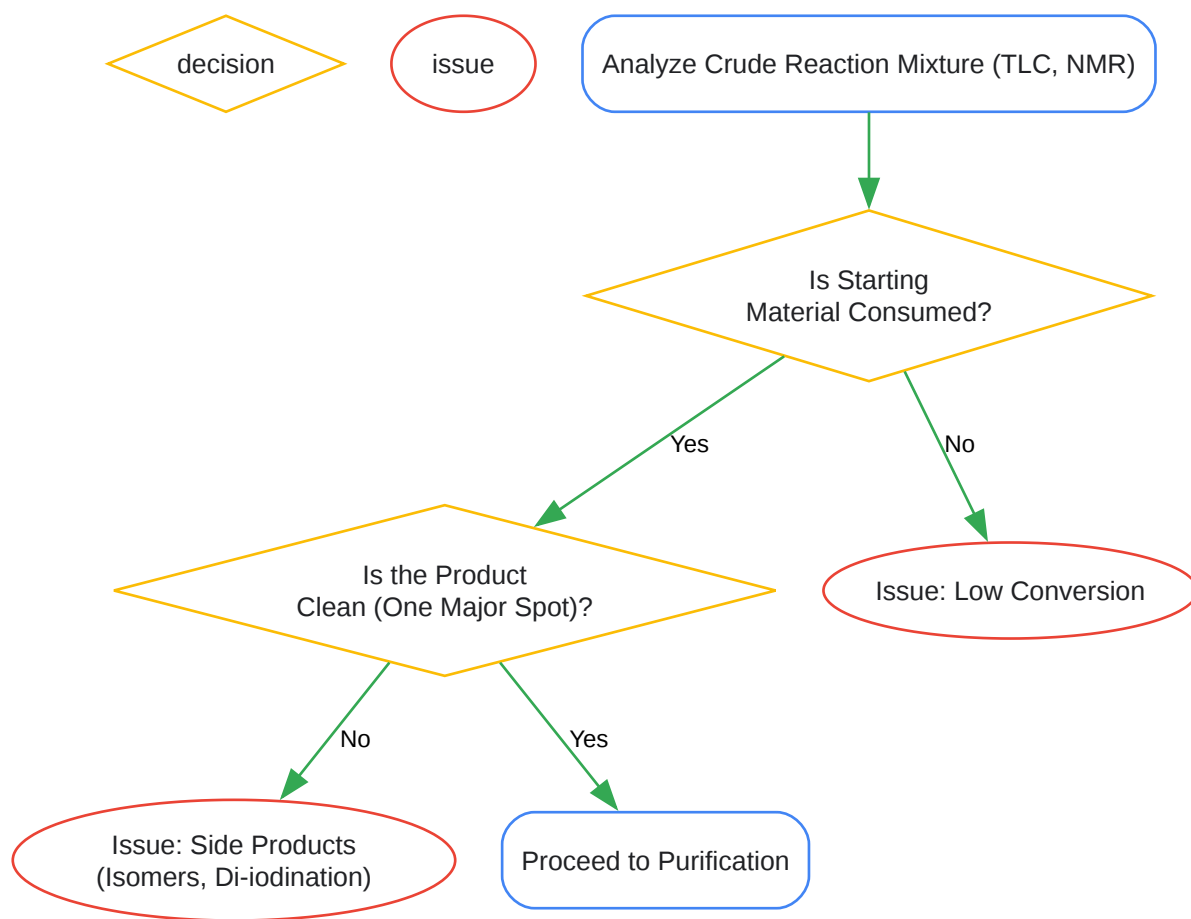 decision
issue
Analyze Crude Reaction Mixture (TLC, NMR)
Is Starting
Material Consumed?
Yes
No
Is the Product
Clean (One Major Spot)?
Issue: Low Conversion
No
Yes
Issue: Side Products
(Isomers, Di-iodination)
Proceed to Purification